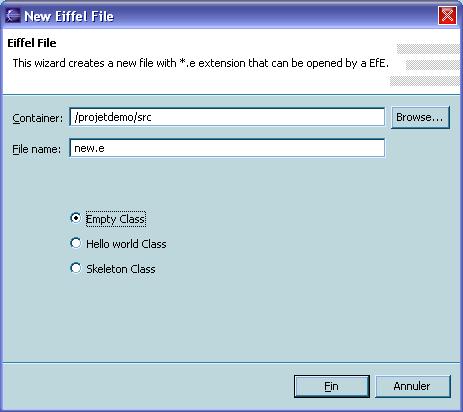 New Eiffel File
Eiffel File
This wizard creates a new file with *.e extension that can be opened by a EfE.
Container: /projetdemo/src Browse...
File name: new.e
Empty Class
Hello world Class
Skeleton Class
Fin Annuler